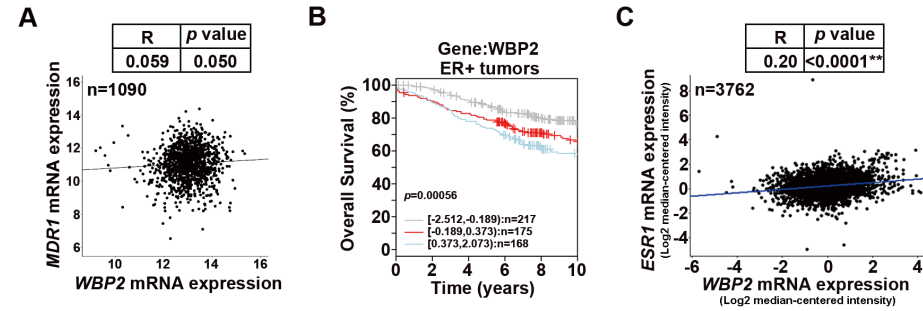 A
R p value
0.059 0.050
n=1090
MDR1 mRNA expression
16
14
12
10
8
6
10 12 14 16
WBP2 mRNA expression
B
Gene:WBP2
ER+ tumors
Overall Survival (%)
100
80
60
40
20
0
p=0.00056
[-2.512,-0.189):n=217
[-0.189,0.373):n=175
[0.373,2.073):n=168
0 2 4 6 8 10
Time (years)
C
R p value
0.20 <0.0001**
n=3762
ESR1 mRNA expression
(Log2 median-centered intensity)
8
6
4
2
0
-2
-4
-6 -4 -2 0 2 4
WBP2 mRNA expression
(Log2 median-centered intensity)